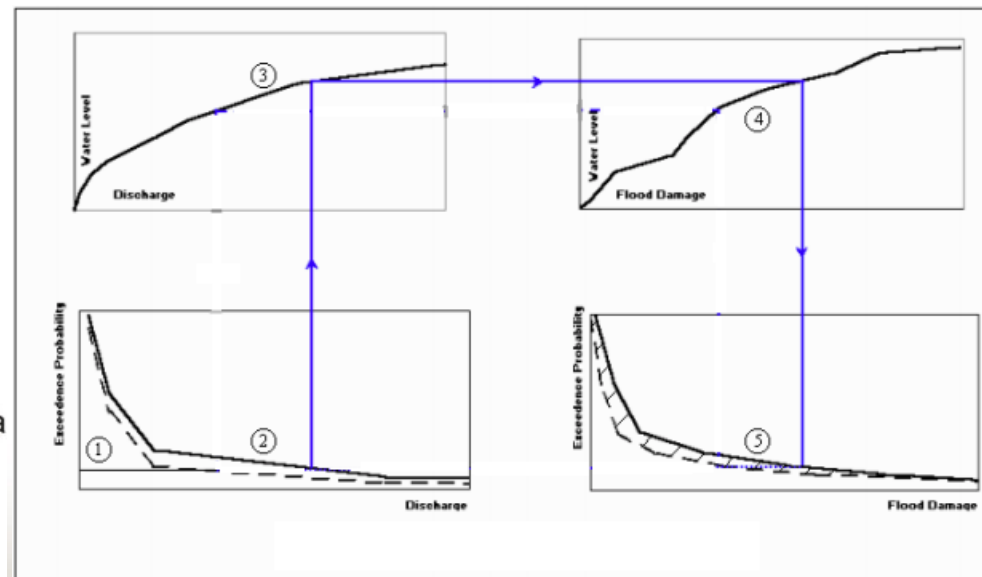 ③
Water Level
Discharge
④
Water Level
Flood Damage
Exceedence Probability
①
②
Discharge
Exceedence Probability
⑤
Flood Damage